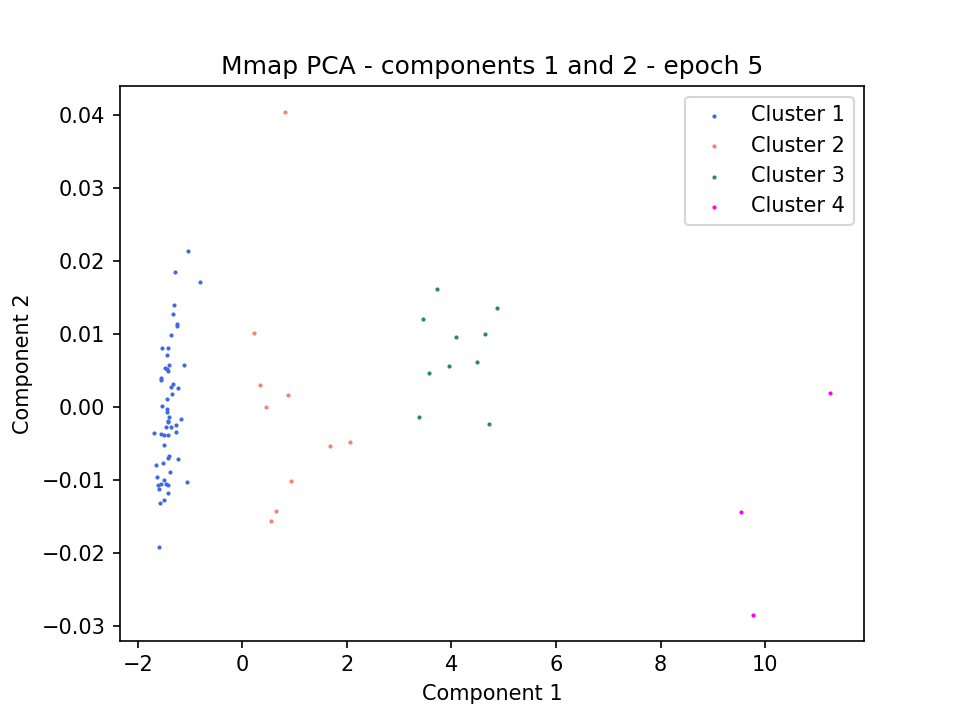 Mmap PCA - components 1 and 2 - epoch 5
Cluster 1
Cluster 2
Cluster 3
Cluster 4
0.04
0.03
0.02
0.01
0.00
−0.01
−0.02
−0.03
Component 2
−2 0 2 4 6 8 10
Component 1